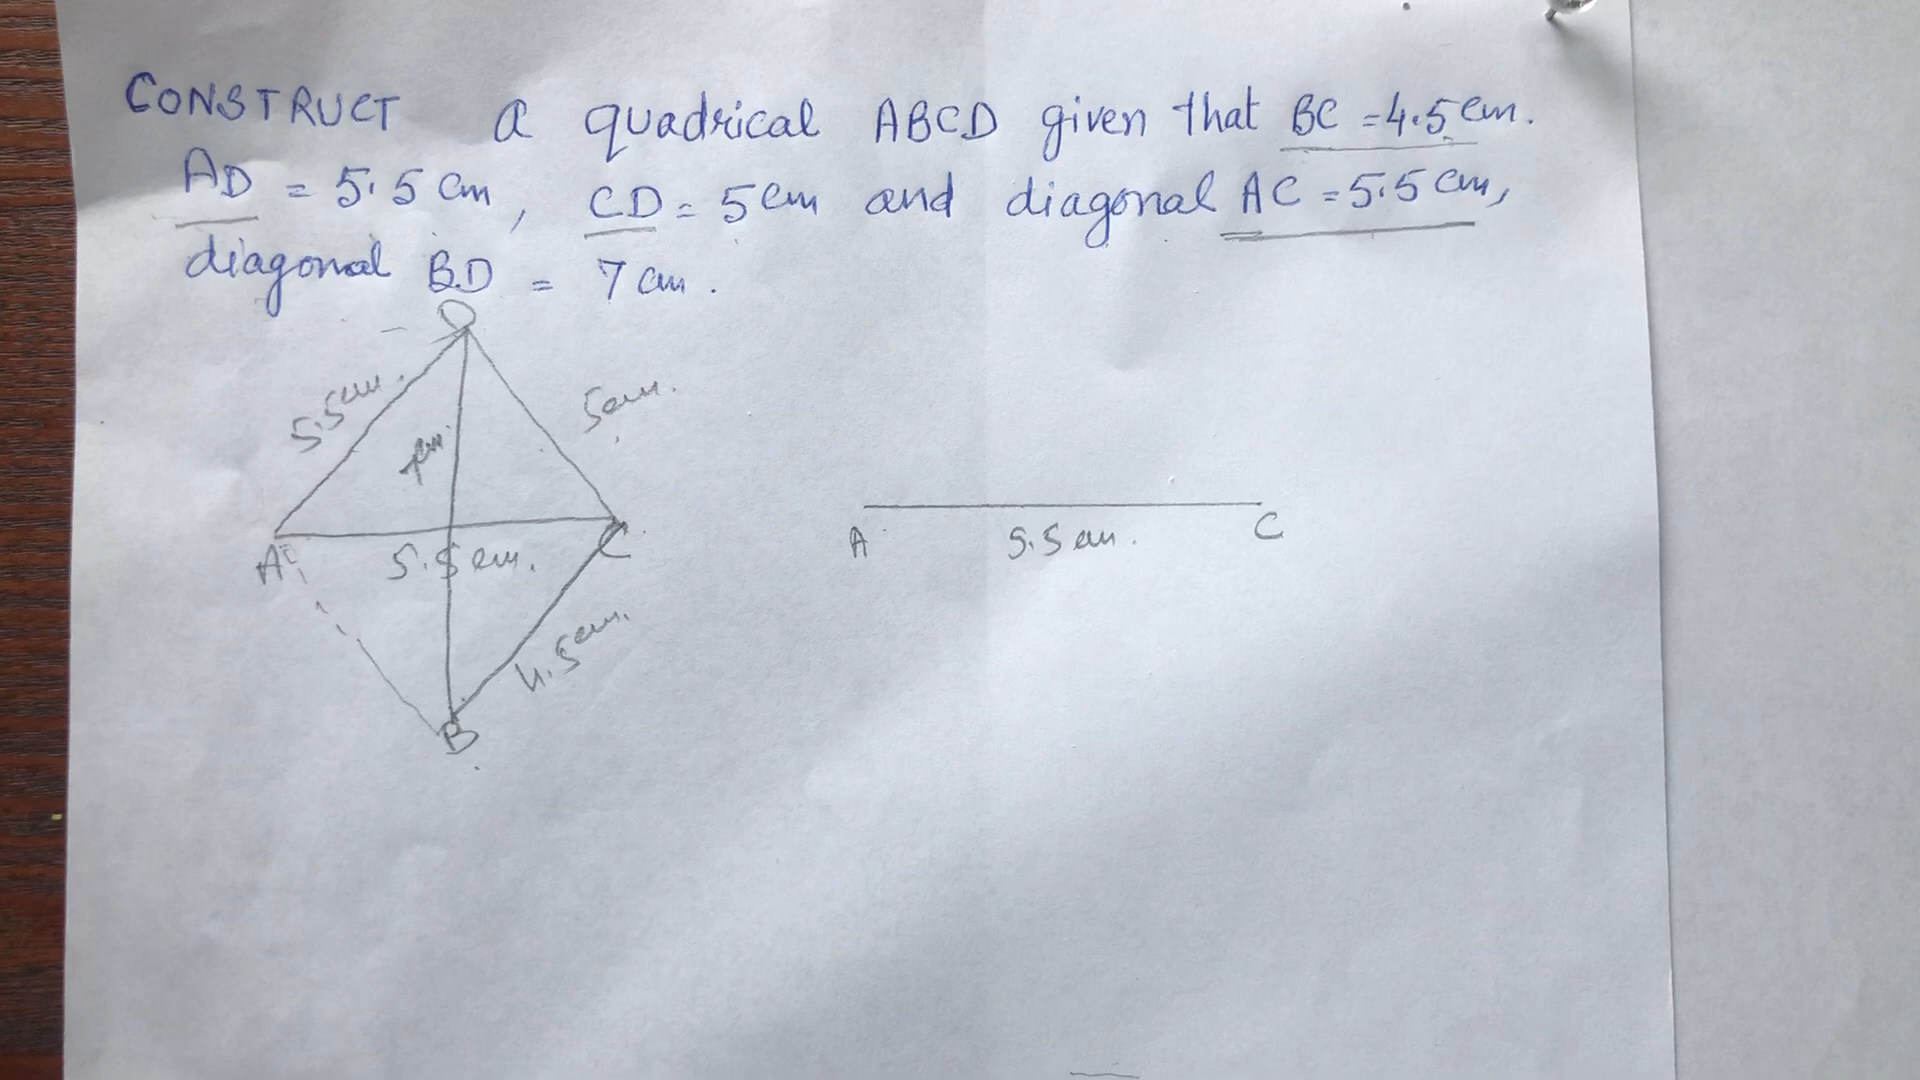 CONSTRUCT a quadrical ABCD given that BC = 4.5 cm.
AD = 5.5 cm, CD = 5 cm and diagonal AC = 5.5 cm,
diagonal BD = 7 cm.
D
5.5 cm.
5 cm.
7cm.
A
5.5 cm.
C
4.5 cm.
B
A
5.5 cm.
C